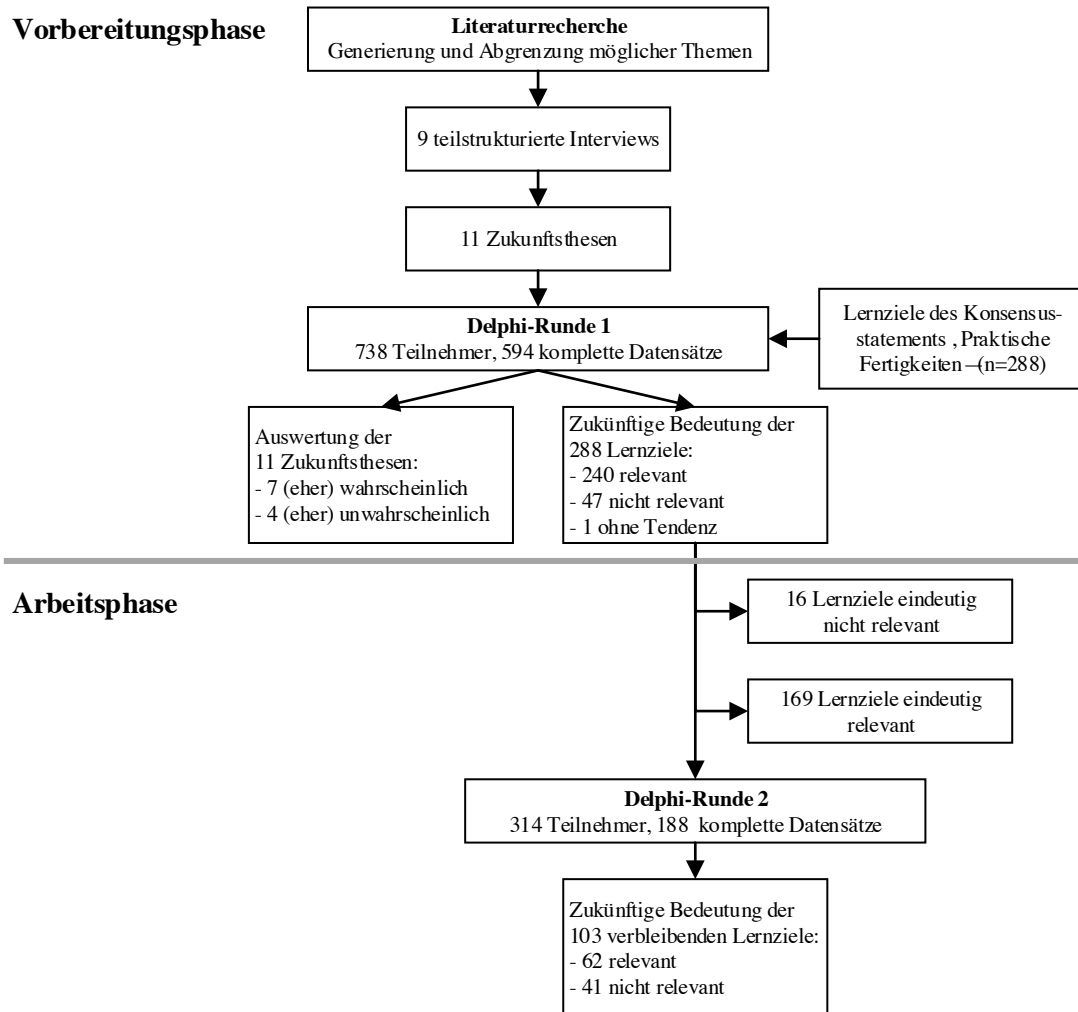 Vorbereitungsphase
Literaturrecherche
Generierung und Abgrenzung möglicher Themen
9 teilstrukturierte Interviews
11 Zukunftsthesen
Delphi-Runde 1
738 Teilnehmer, 594 komplette Datensätze
Lernziele des Konsensus-
statements ‚Praktische
Fertigkeiten –(n=288)
Auswertung der
11 Zukunftsthesen:
- 7 (eher) wahrscheinlich
- 4 (eher) unwahrscheinlich
Zukünftige Bedeutung der
288 Lernziele:
- 240 relevant
- 47 nicht relevant
- 1 ohne Tendenz
Arbeitsphase
16 Lernziele eindeutig
nicht relevant
169 Lernziele eindeutig
relevant
Delphi-Runde 2
314 Teilnehmer, 188 komplette Datensätze
Zukünftige Bedeutung der
103 verbleibenden Lernziele:
- 62 relevant
- 41 nicht relevant